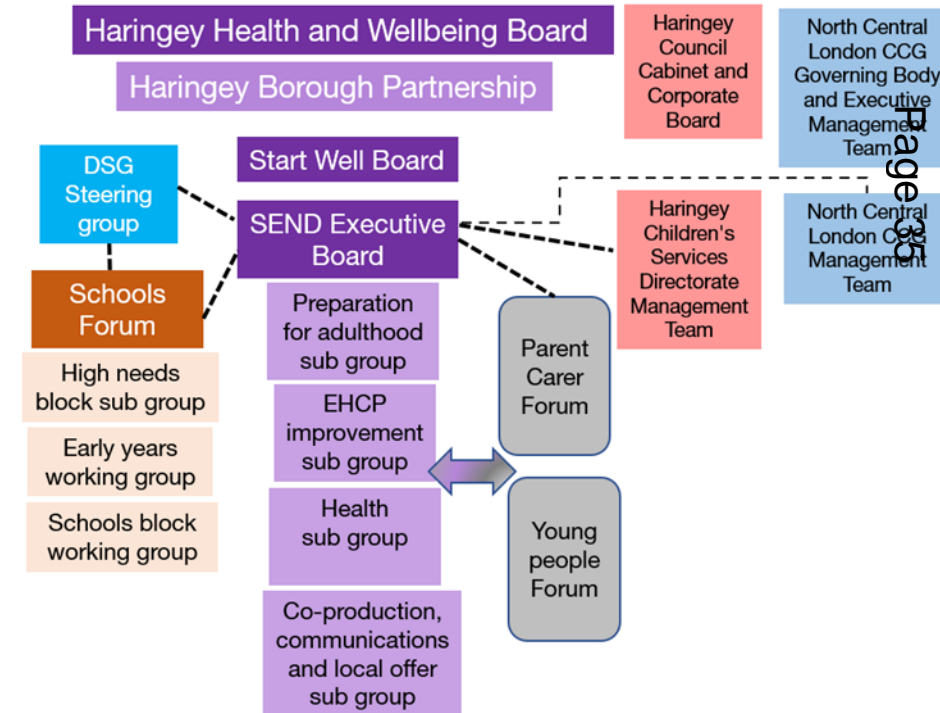 Haringey Health and Wellbeing Board
Haringey Borough Partnership
Haringey
Council
Cabinet and
Corporate
Board
North Central
London CCG
Governing Body
and Executive
Management
Team
Page 35
DSG
Steering
group
Start Well Board
SEND Executive
Board
Haringey
Children's
Services
Directorate
Management
Team
North Central
London CCG
Management
Team
Schools
Forum
High needs
block sub group
Early years
working group
Schools block
working group
Preparation
for adulthood
sub group
EHCP
improvement
sub group
Health
sub group
Co-production,
communications
and local offer
sub group
Parent
Carer
Forum
Young
people
Forum